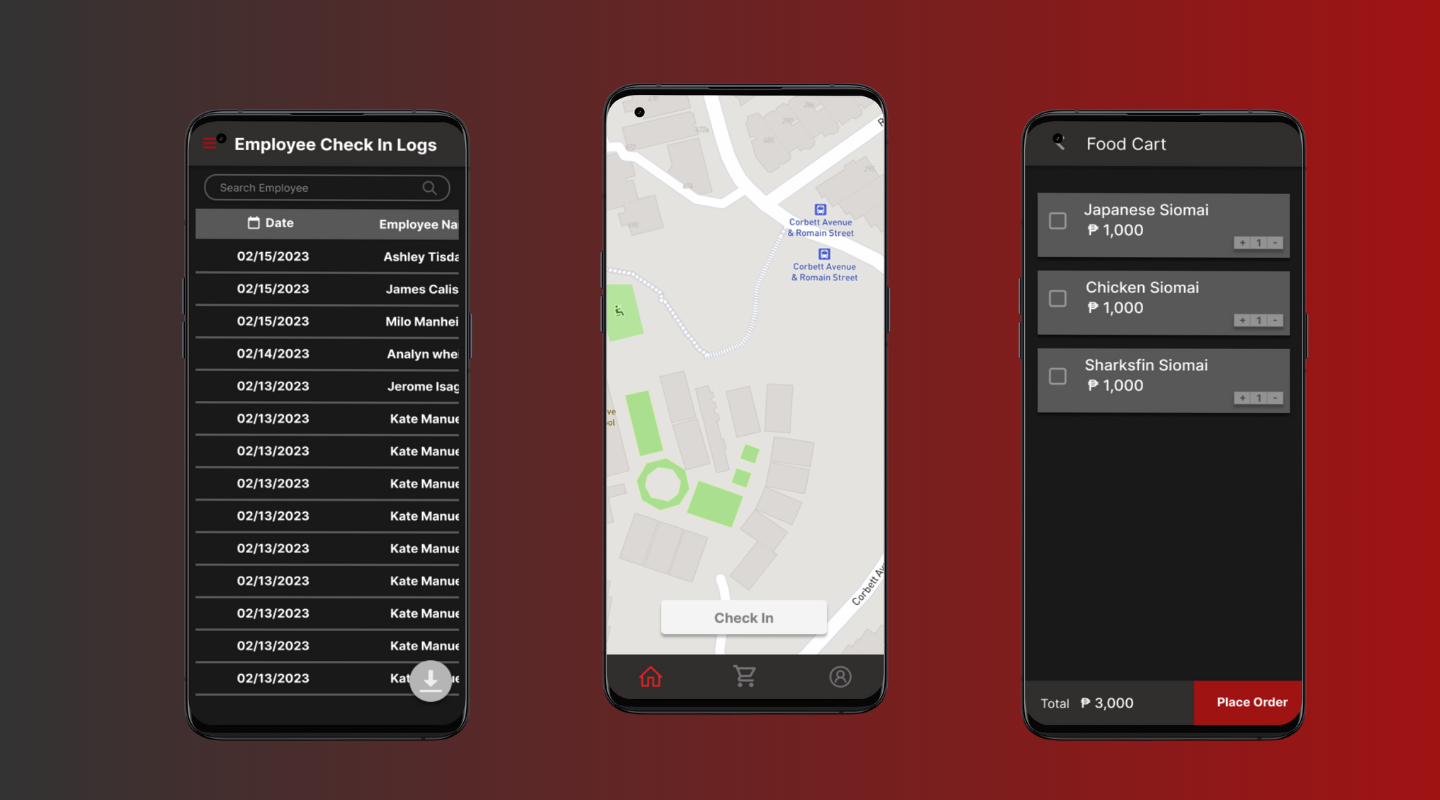 Employee Check In Logs
Search Employee
Date Employee Na
02/15/2023 Ashley Tisda
02/15/2023 James Calis
02/15/2023 Milo Manhei
02/14/2023 Analyn whe
02/13/2023 Jerome Isag
02/13/2023 Kate Manue
02/13/2023 Kate Manue
02/13/2023 Kate Manue
02/13/2023 Kate Manue
02/13/2023 Kate Manue
02/13/2023 Kate Manue
02/13/2023 Kate Manue
02/13/2023 Kate Manue
02/13/2023
Corbett Avenue
& Romain Street
Corbett Avenue
& Romain Street
Check In
Food Cart
Japanese Siomai
₱ 1,000
+ 1 -
Chicken Siomai
₱ 1,000
+ 1 -
Sharksfin Siomai
₱ 1,000
+ 1 -
Total ₱ 3,000
Place Order